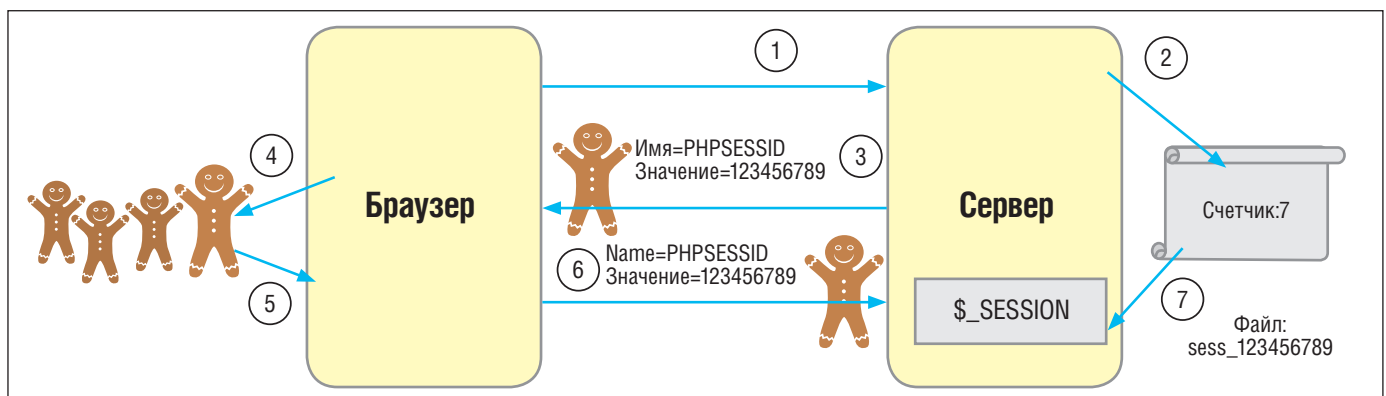 1
2
Имя=PHPSESSID
Значение=123456789
3
4
Браузер
Сервер
Счетчик:7
Name=PHPSESSID
Значение=123456789
6
5
$_SESSION
7
Файл:
sess_123456789